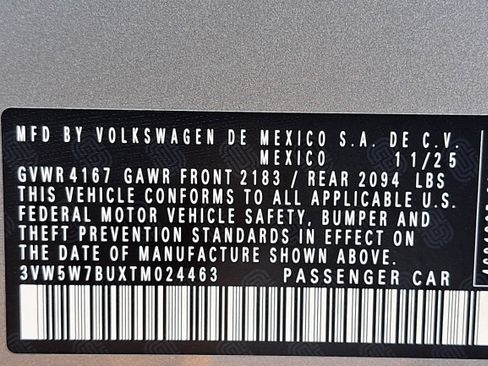 MFD BY VOLKSWAGEN DE MEXICO S.A. DE C.V.
MEXICO 11/25
GVWR 4167 GAWR FRONT 2183 / REAR 2094 LBS
THIS VEHICLE CONFORMS TO ALL APPLICABLE U.S.
FEDERAL MOTOR VEHICLE SAFETY, BUMPER AND
THEFT PREVENTION STANDARDS IN EFFECT ON
THE DATE OF MANUFACTURE SHOWN ABOVE.
3VW5W7BUXTM024463 PASSENGER CAR